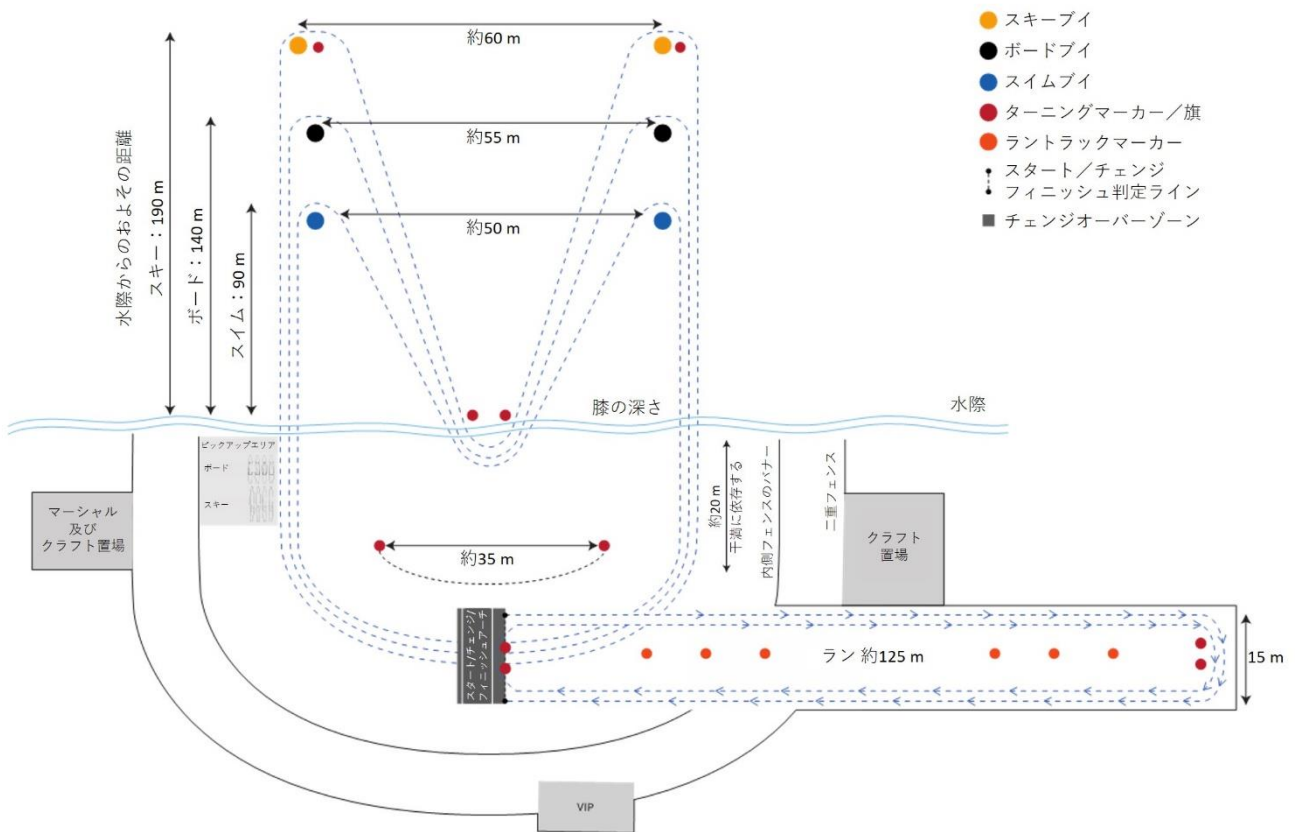 約60 m
スキーブイ
ボードブイ
スイムブイ
ターニングマーカー／旗
ラントラックマーカー
スタート／チェンジ
フィニッシュ判定ライン
チェンジオーバーゾーン
約55 m
約50 m
水際からのおよその距離
スキー：190 m
ボード：140 m
スイム：90 m
膝の深さ
水際
ピックアップエリア
ボード
スキー
マーシャル
及び
クラフト置場
約20 m
干満に依存する
内側フェンスのバナー
二重フェンス
クラフト
置場
約35 m
スタート/チェンジ/
フィニッシュアーチ
ラン 約125 m
15 m
VIP